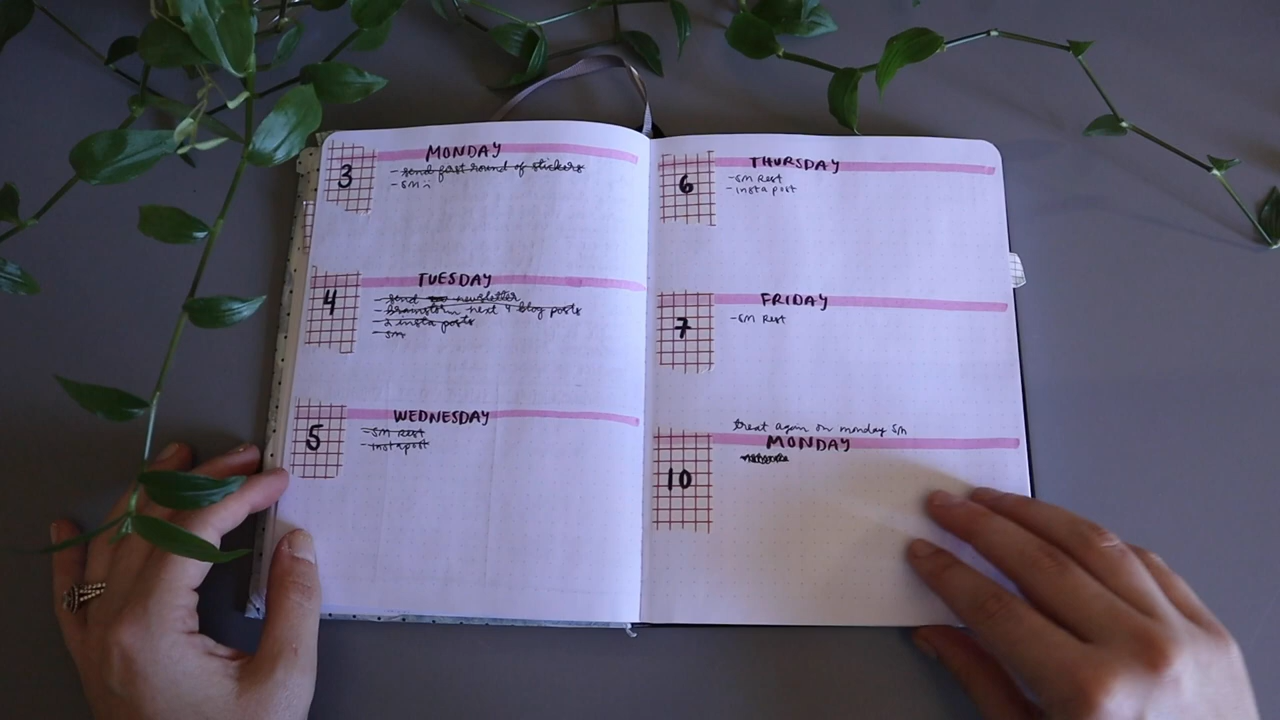 3
MONDAY
- send first round of stickers
- SM
4
TUESDAY
- send newsletter
- brainstorm next 4 blog posts
- 2 insta posts
- SM
5
WEDNESDAY
- SM Rest
- insta post
6
THURSDAY
- SM Rest
- insta post
7
FRIDAY
- SM Rest
treat again on monday SM
10
MONDAY